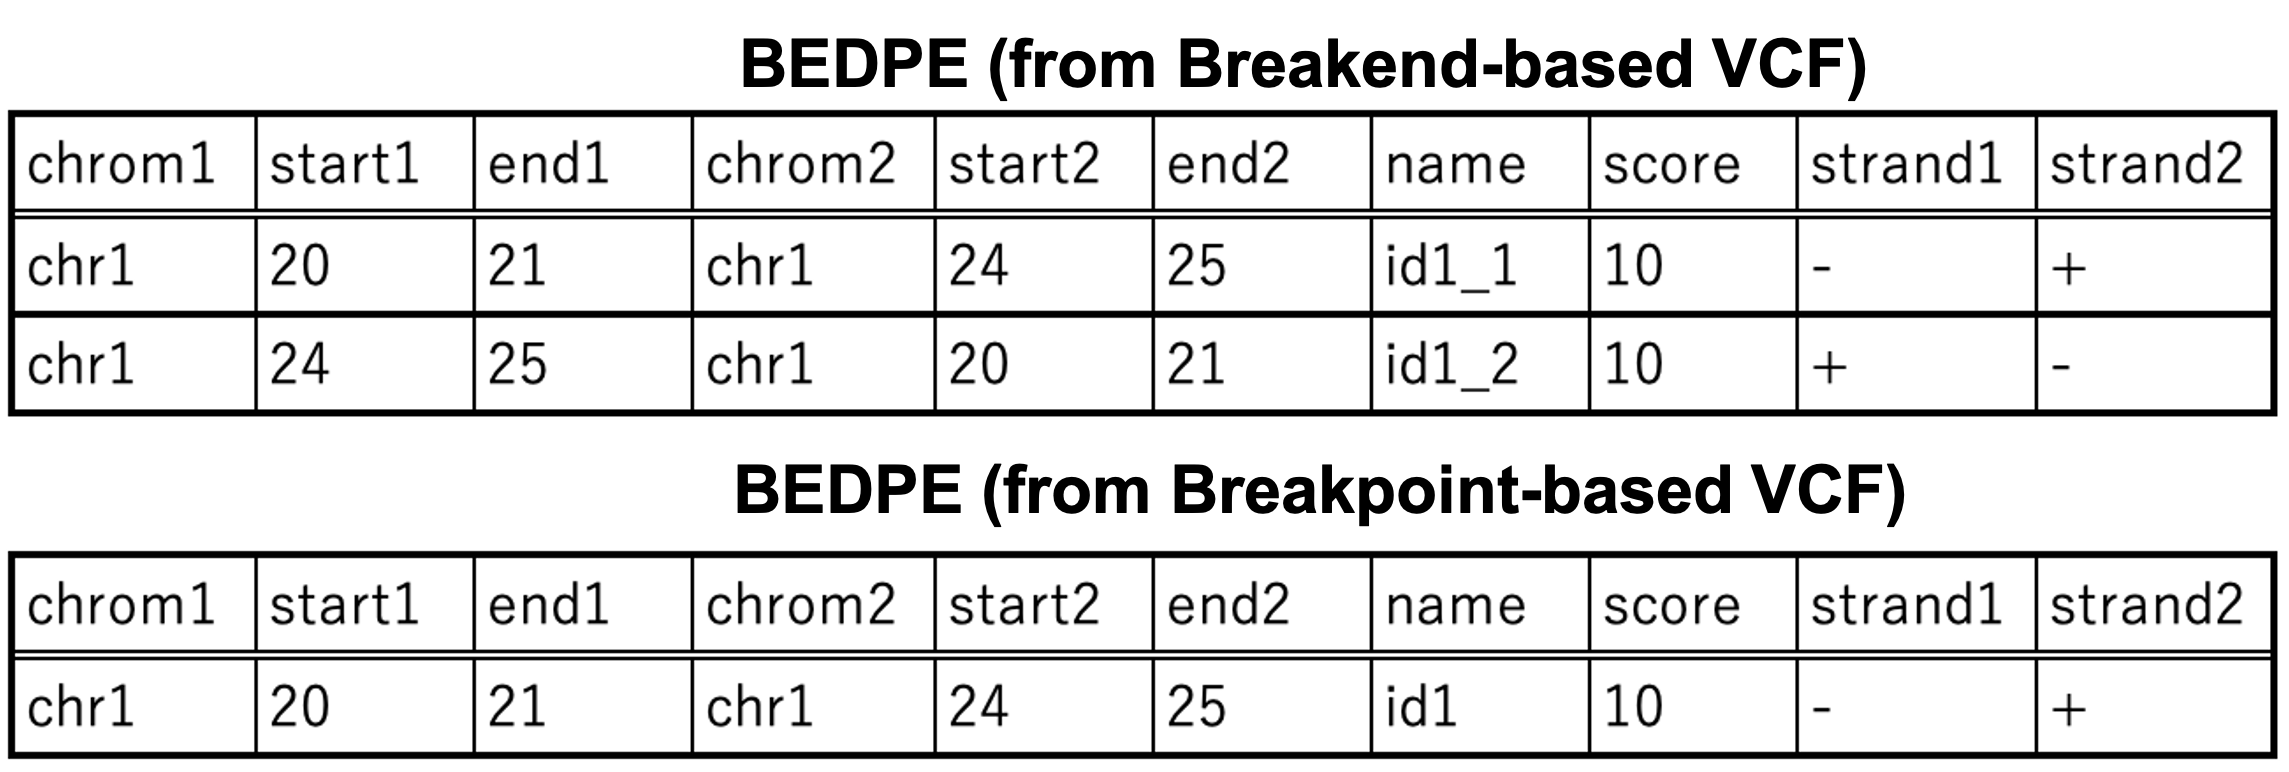 BEDPE (from Breakend-based VCF)
chrom1 start1 end1 chrom2 start2 end2 name score strand1 strand2
chr1 20 21 chr1 24 25 id1_1 10 - +
chr1 24 25 chr1 20 21 id1_2 10 + -
BEDPE (from Breakpoint-based VCF)
chrom1 start1 end1 chrom2 start2 end2 name score strand1 strand2
chr1 20 21 chr1 24 25 id1 10 - +